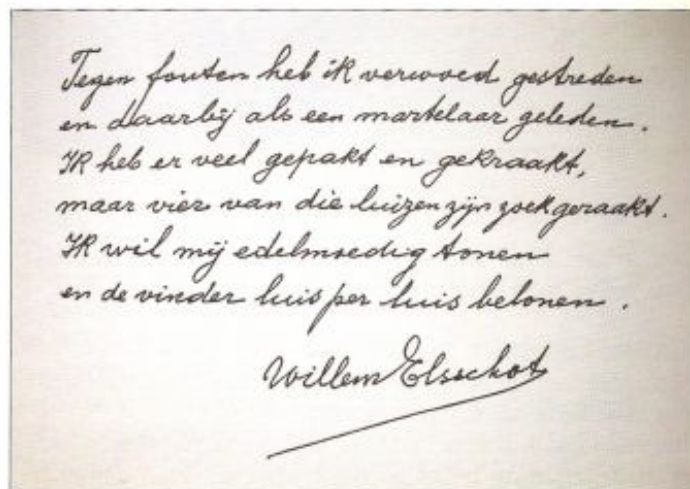 Tegen fouten heb ik verwoed gestreden
en daarbij als een martelaar geleden.
Ik heb er veel gepakt en gekraakt,
maar vier van die luizen zijn zoek geraakt.
Ik wil mij edelmoedig tonen
en de vinder luis per luis belonen.
Willem Elsschot